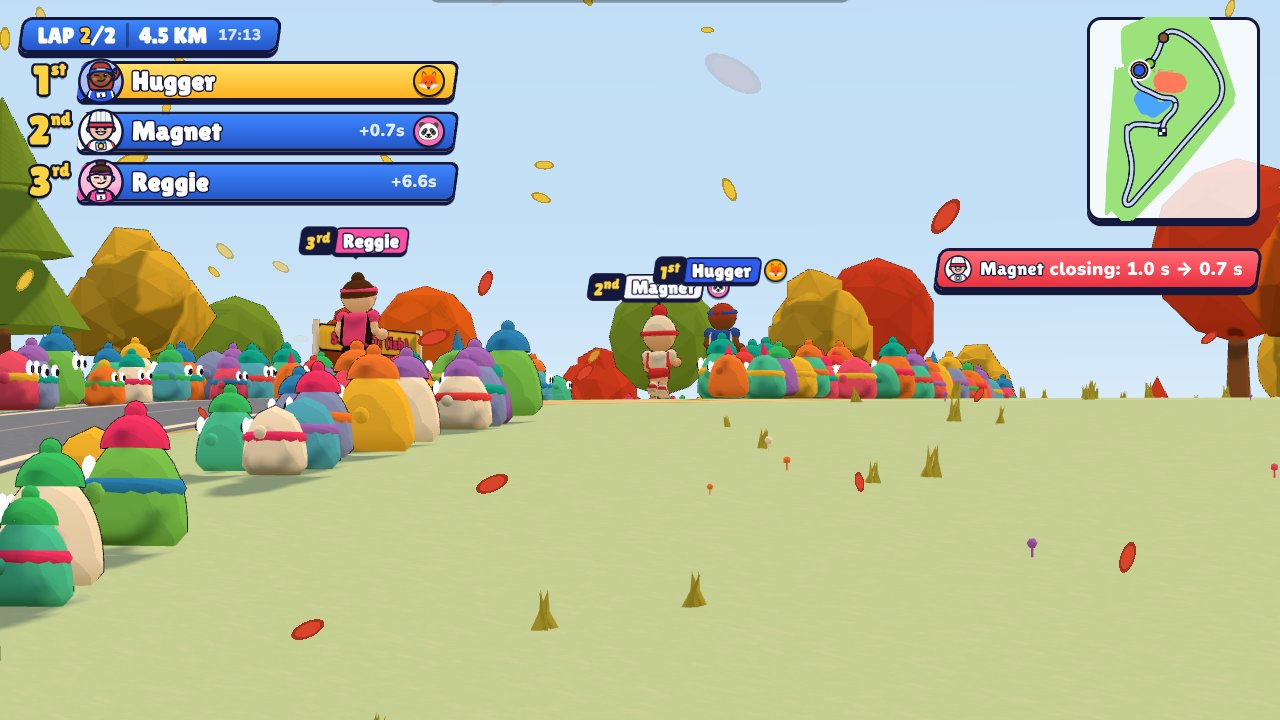 LAP 2/2 4.5 KM 17:13
1st Hugger
2nd Magnet +0.7s
3rd Reggie +6.6s
3rd Reggie
1st Hugger
2nd Magnet
Magnet closing: 1.0 s → 0.7 s